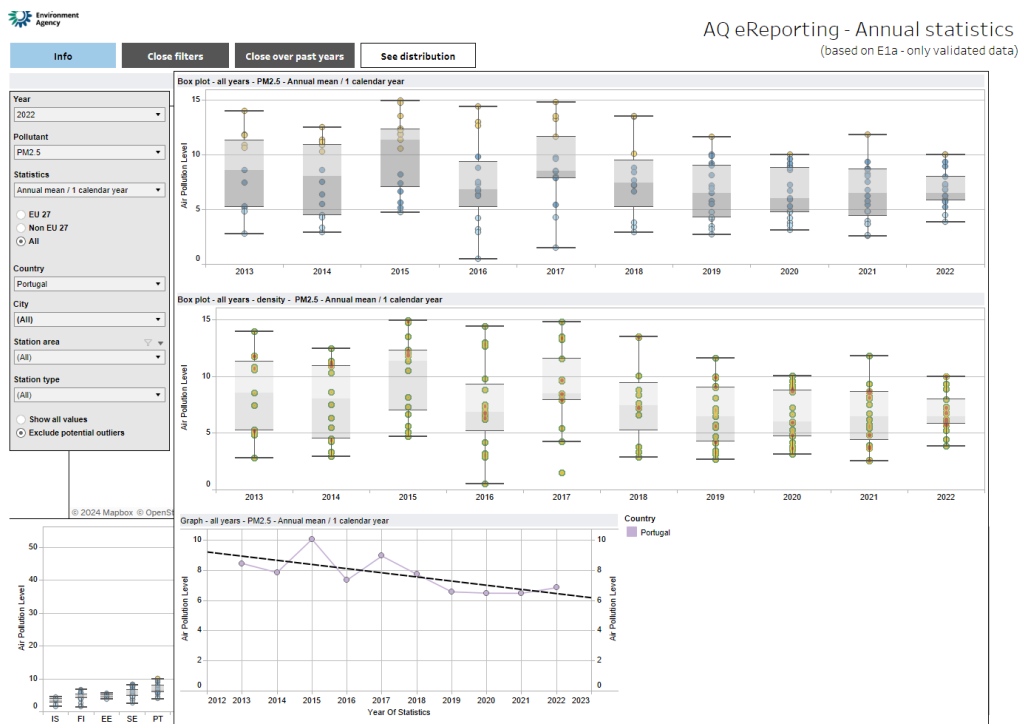 Environment
Agency
AQ eReporting - Annual statistics
(based on E1a - only validated data)
Info
Close filters
Close over past years
See distribution
Year
2022
Pollutant
PM2.5
Statistics
Annual mean / 1 calendar year
EU 27
Non EU 27
All
Country
Portugal
City
(All)
Station area
(All)
Station type
(All)
Show all values
Exclude potential outliers
© 2024 Mapbox © OpenSt
Box plot - all years - PM2.5 - Annual mean / 1 calendar year
Air Pollution Level
15
10
5
0
2013 2014 2015 2016 2017 2018 2019 2020 2021 2022
Box plot - all years - density - PM2.5 - Annual mean / 1 calendar year
Air Pollution Level
15
10
5
0
2013 2014 2015 2016 2017 2018 2019 2020 2021 2022
Graph - all years - PM2.5 - Annual mean / 1 calendar year
Air Pollution Level
10 10
8 8
6 6
4 4
2 2
0 0
Air Pollution Level
2012 2013 2014 2015 2016 2017 2018 2019 2020 2021 2022 2023
Year Of Statistics
Country
Portugal
Air Pollution Level
50
40
30
20
10
0
IS FI EE SE PT